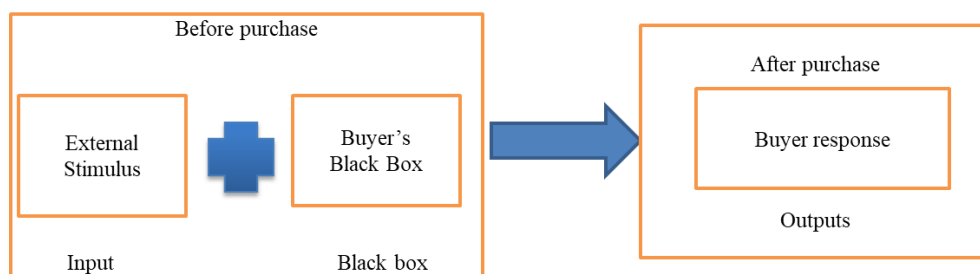 Before purchase
External
Stimulus
Buyer’s
Black Box
Input
Black box
After purchase
Buyer response
Outputs